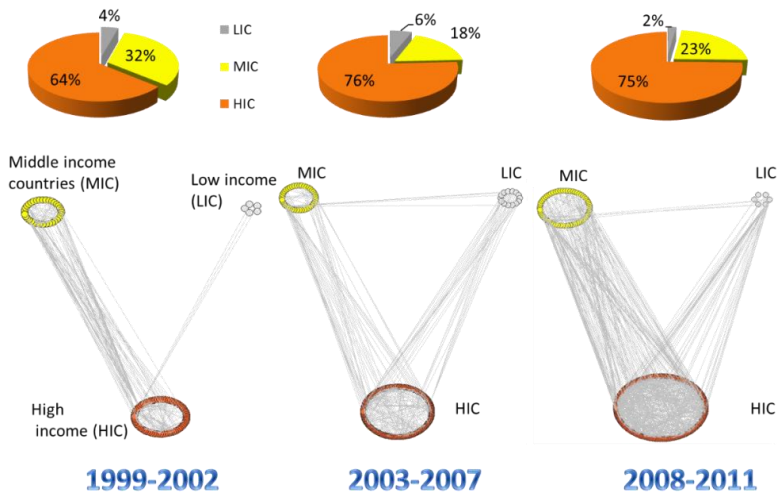 4%
32%
64%
LIC
MIC
HIC
6%
18%
76%
2%
23%
75%
Middle income
countries (MIC)
Low income
(LIC)
High
income (HIC)
MIC
LIC
HIC
MIC
LIC
HIC
1999-2002
2003-2007
2008-2011